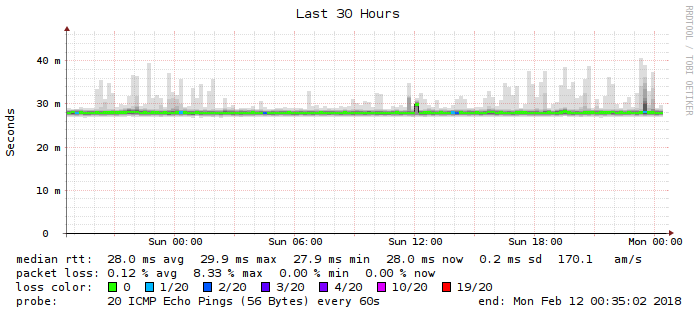 Last 30 Hours
RRDTOOL / TOBI OETIKER
Seconds
40 m
30 m
20 m
10 m
0
Sun 00:00 Sun 06:00 Sun 12:00 Sun 18:00 Mon 00:00
median rtt: 28.0 ms avg 29.9 ms max 27.9 ms min 28.0 ms now 0.2 ms sd 170.1 am/s
packet loss: 0.12 % avg 8.33 % max 0.00 % min 0.00 % now
loss color: 0 1/20 2/20 3/20 4/20 10/20 19/20
probe: 20 ICMP Echo Pings (56 Bytes) every 60s end: Mon Feb 12 00:35:02 2018